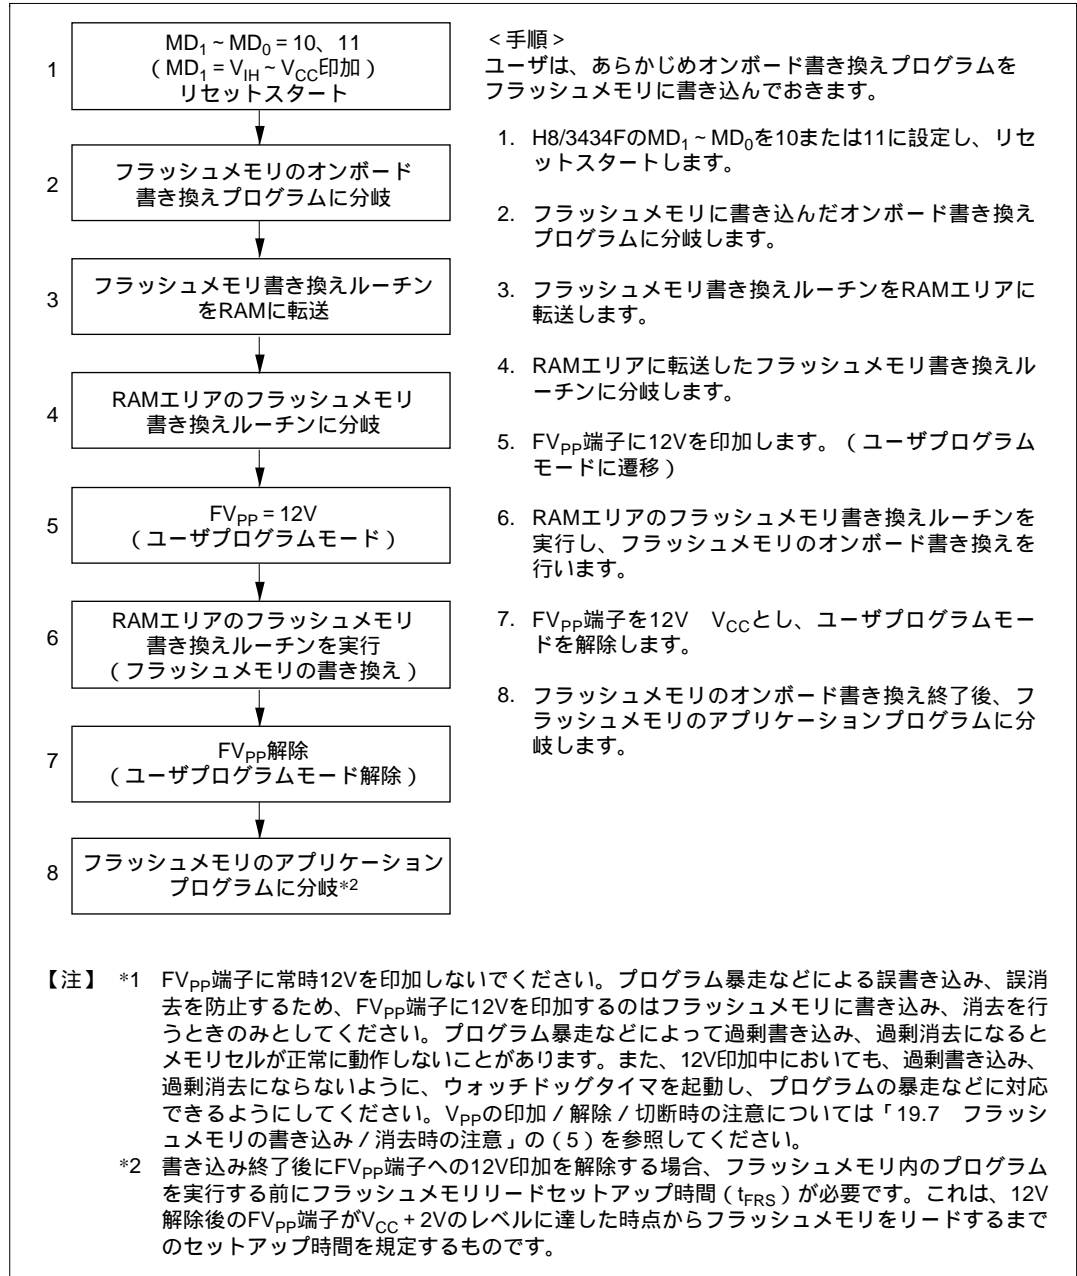 1
MD₁ ~ MD₀ = 10、11
( MD₁ = V_IH ~ V_CC印加 )
リセットスタート
2
フラッシュメモリのオンボード
書き換えプログラムに分岐
3
フラッシュメモリ書き換えルーチン
をRAMに転送
4
RAMエリアのフラッシュメモリ
書き換えルーチンに分岐
5
FV_PP = 12V
( ユーザプログラムモード )
6
RAMエリアのフラッシュメモリ
書き換えルーチンを実行
( フラッシュメモリの書き換え )
7
FV_PP解除
( ユーザプログラムモード解除 )
8
フラッシュメモリのアプリケーション
プログラムに分岐*2
<手順>
ユーザは、あらかじめオンボード書き換えプログラムを
フラッシュメモリに書き込んでおきます。
1. H8/3434FのMD₁ ~ MD₀を10または11に設定し、リセ
ットスタートします。
2. フラッシュメモリに書き込んだオンボード書き換え
プログラムに分岐します。
3. フラッシュメモリ書き換えルーチンをRAMエリアに
転送します。
4. RAMエリアに転送したフラッシュメモリ書き換えル
ーチンに分岐します。
5. FV_PP端子に12Vを印加します。( ユーザプログラム
モードに遷移 )
6. RAMエリアのフラッシュメモリ書き換えルーチンを
実行し、フラッシュメモリのオンボード書き換えを
行います。
7. FV_PP端子を12V V_CCとし、ユーザプログラムモー
ドを解除します。
8. フラッシュメモリのオンボード書き換え終了後、フ
ラッシュメモリのアプリケーションプログラムに分
岐します。
【注】 *1 FV_PP端子に常時12Vを印加しないでください。プログラム暴走などによる誤書き込み、誤消
去を防止するため、FV_PP端子に12Vを印加するのはフラッシュメモリに書き込み、消去を行
うときのみとしてください。プログラム暴走などによって過剰書き込み、過剰消去になると
メモリセルが正常に動作しないことがあります。また、12V印加中においても、過剰書き込み、
過剰消去にならないように、ウォッチドッグタイマを起動し、プログラムの暴走などに対応
できるようにしてください。V_PPの印加 / 解除 / 切断時の注意については「19.7 フラッシ
ュメモリの書き込み / 消去時の注意」の ( 5 ) を参照してください。
*2 書き込み終了後にFV_PP端子への12V印加を解除する場合、フラッシュメモリ内のプログラム
を実行する前にフラッシュメモリリードセットアップ時間 ( t_FRS ) が必要です。これは、12V
解除後のFV_PP端子がV_CC + 2Vのレベルに達した時点からフラッシュメモリをリードするまで
のセットアップ時間を規定するものです。